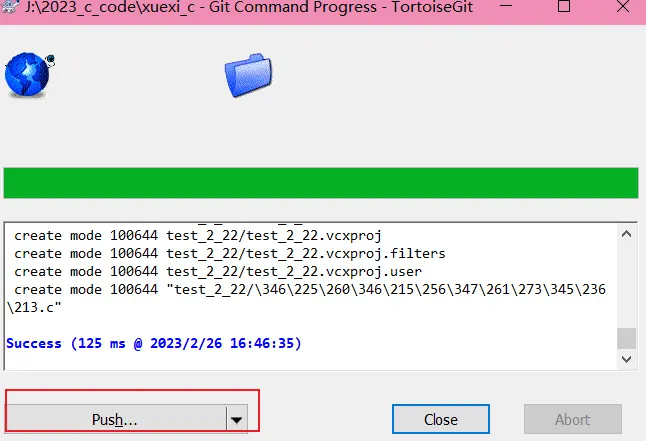 J:\2023_c_code\xuexi_c - Git Command Progress - TortoiseGit
create mode 100644 test_2_22/test_2_22.vcxproj
create mode 100644 test_2_22/test_2_22.vcxproj.filters
create mode 100644 test_2_22/test_2_22.vcxproj.user
create mode 100644 "test_2_22/\346\225\260\346\215\256\347\261\273\345\236
\213.c"
Success (125 ms @ 2023/2/26 16:46:35)
Push... Close Abort